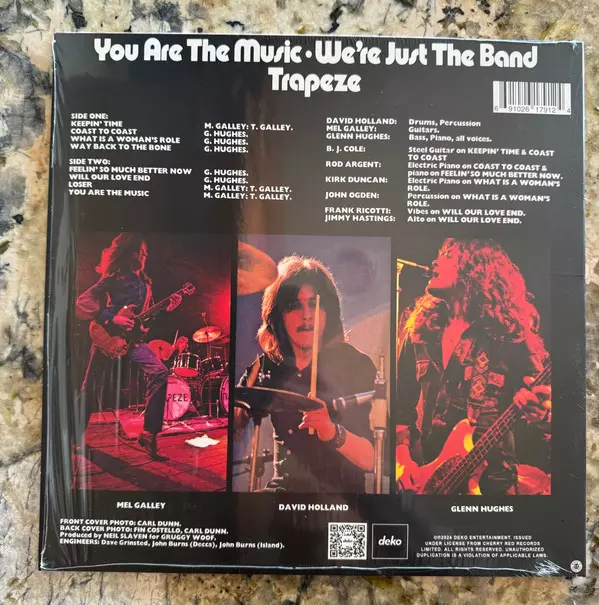 You Are The Music • We're Just The Band
Trapeze
6 91026 17912 4
SIDE ONE:
KEEPIN' TIME M. GALLEY: T. GALLEY.
COAST TO COAST G. HUGHES.
WHAT IS A WOMAN'S ROLE G. HUGHES.
WAY BACK TO THE BONE G. HUGHES.
SIDE TWO:
FEELIN' SO MUCH BETTER NOW G. HUGHES.
WILL OUR LOVE END G. HUGHES.
LOSER M. GALLEY: T. GALLEY.
YOU ARE THE MUSIC M. GALLEY: T. GALLEY.
DAVID HOLLAND: Drums, Percussion
MEL GALLEY: Guitars.
GLENN HUGHES: Bass, Piano, all voices.
B. J. COLE: Steel Guitar on KEEPIN' TIME & COAST
TO COAST
ROD ARGENT: Electric Piano on COAST TO COAST &
piano on FEELIN' SO MUCH BETTER NOW.
KIRK DUNCAN: Electric Piano on WHAT IS A WOMAN'S
ROLE.
JOHN OGDEN: Percussion on WHAT IS A WOMAN'S
ROLE.
FRANK RICOTTI: Vibes on WILL OUR LOVE END.
JIMMY HASTINGS: Alto on WILL OUR LOVE END.
PEZE
MEL GALLEY
DAVID HOLLAND
GLENN HUGHES
FRONT COVER PHOTO: CARL DUNN.
BACK COVER PHOTO: FIN COSTELLO, CARL DUNN.
Produced by NEIL SLAVEN for GRUGGY WOOF.
ENGINEERS: Dave Grinsted, John Burns (Decca), John Burns (Island).
deko
℗©2024 DEKO ENTERTAINMENT. ISSUED
UNDER LICENSE FROM CHERRY RED RECORDS
LIMITED. ALL RIGHTS RESERVED. UNAUTHORIZED
DUPLICATION IS A VIOLATION OF APPLICABLE LAWS.